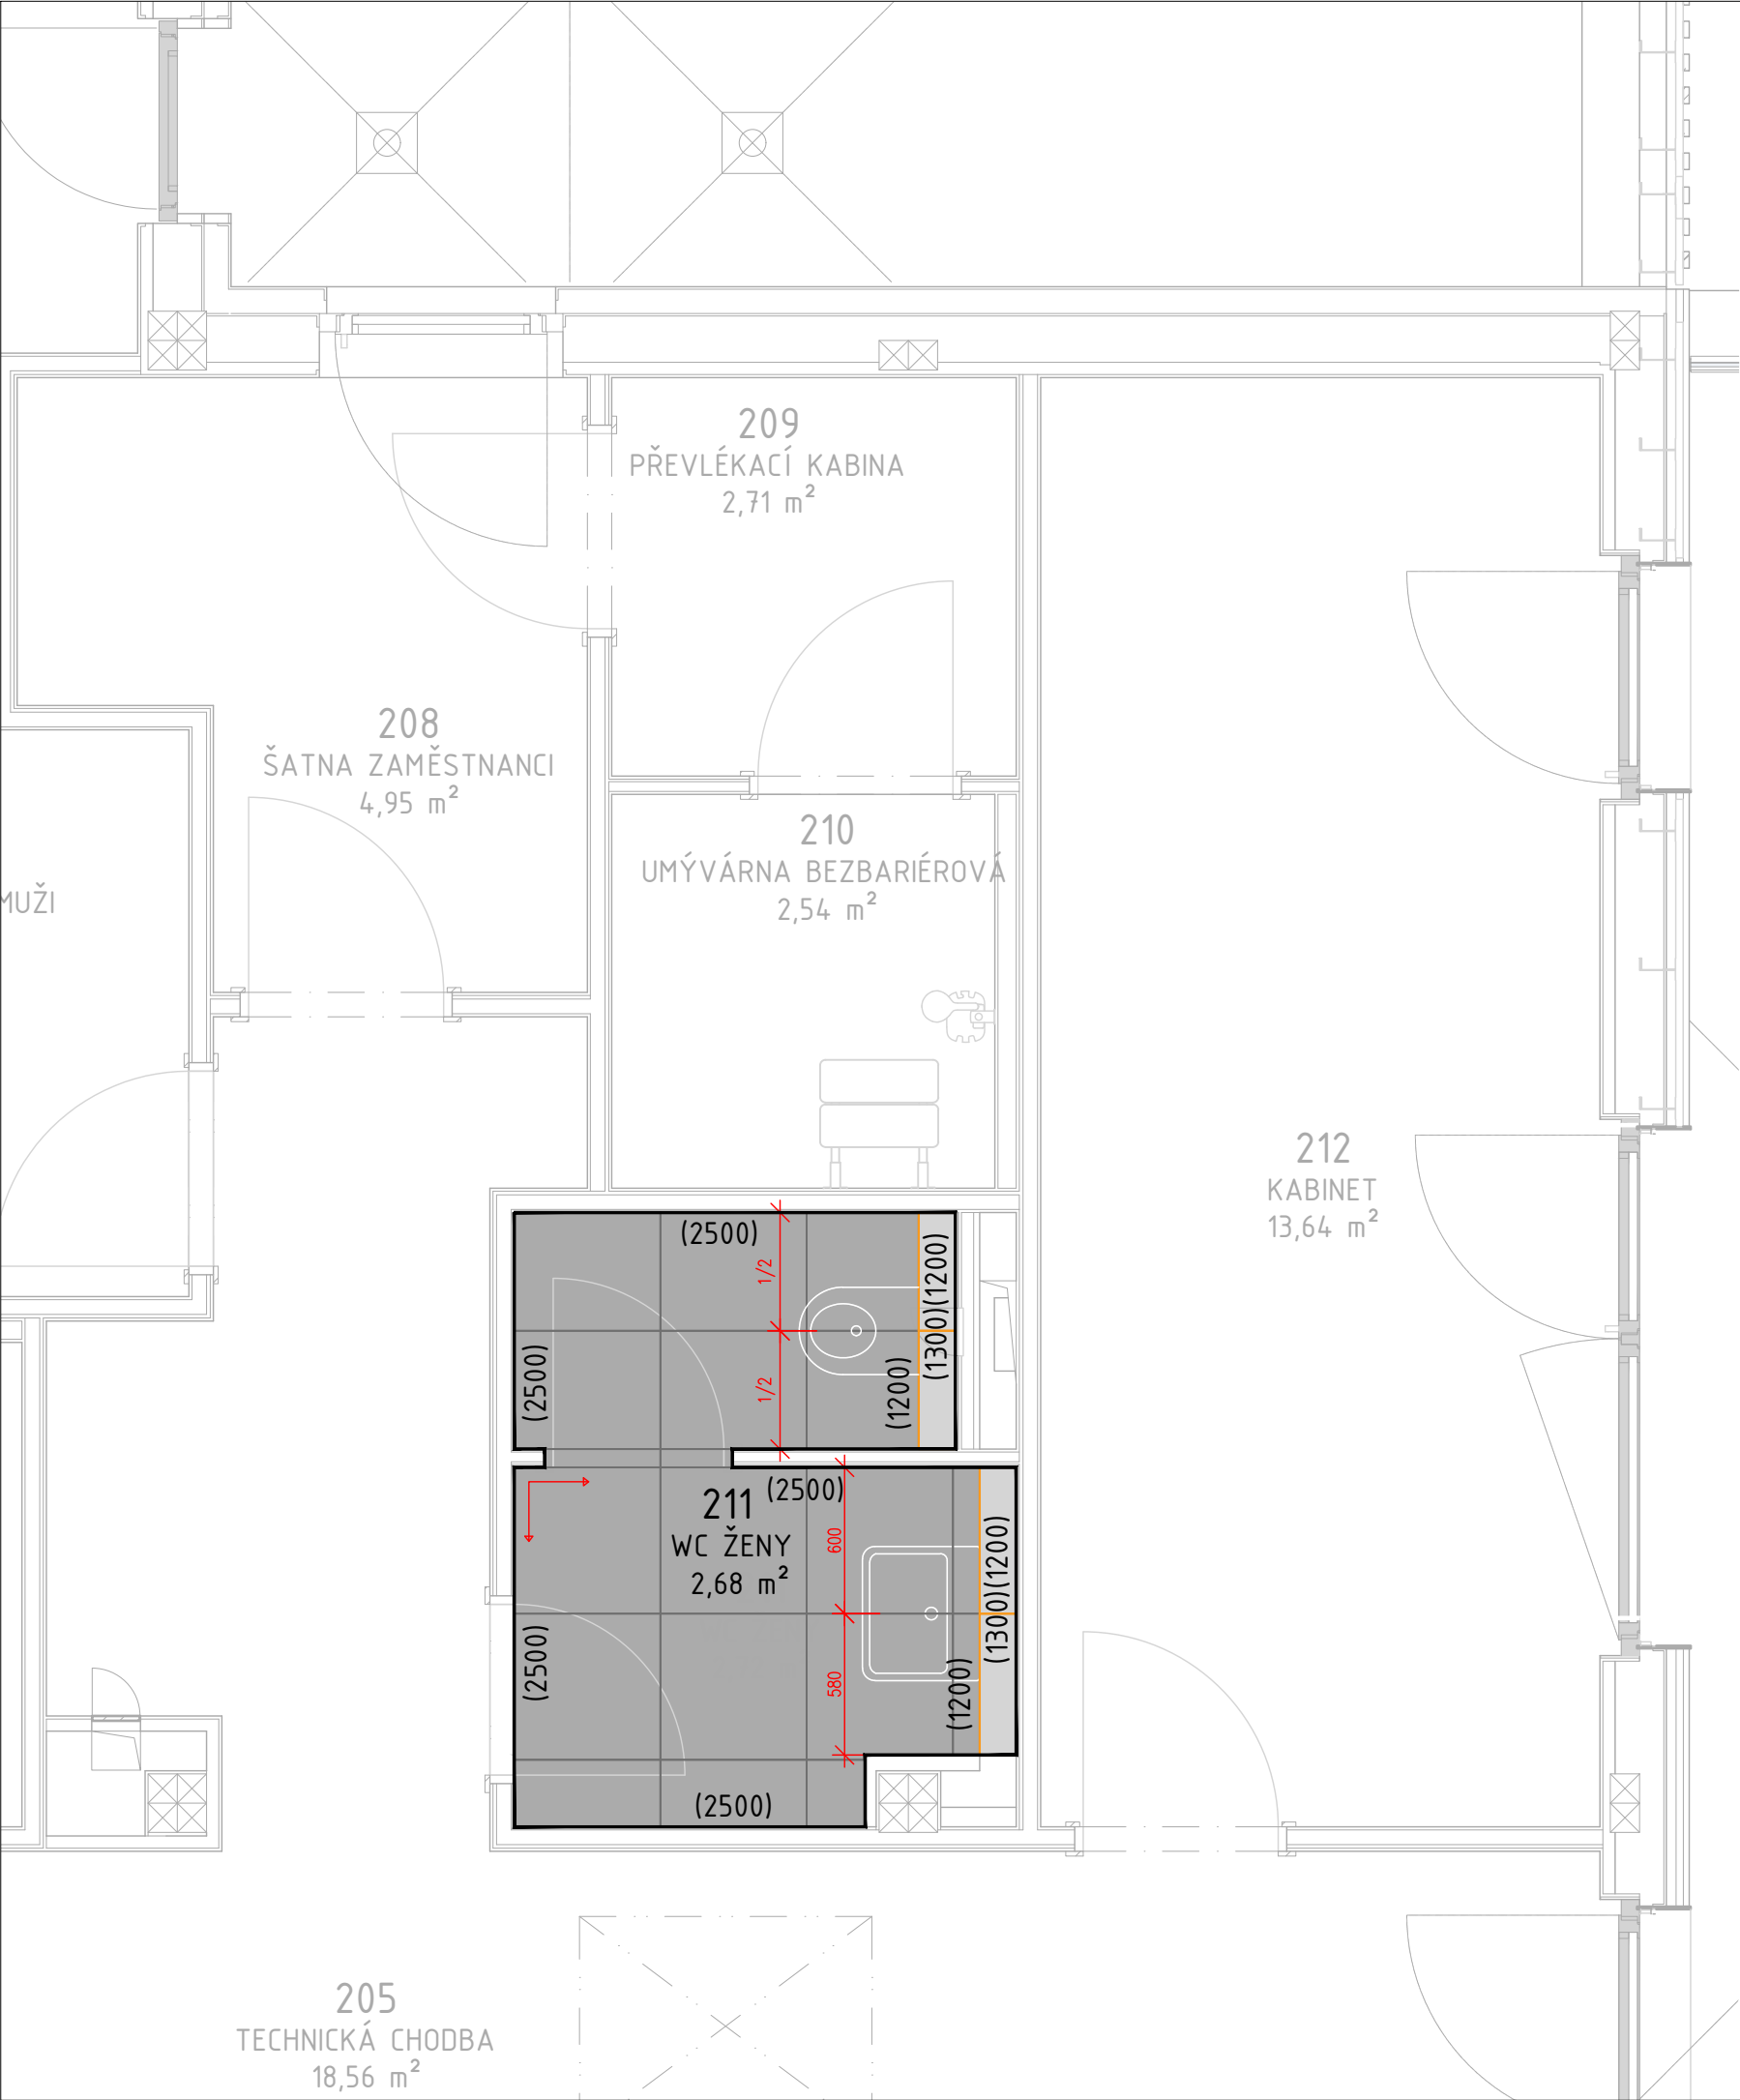 209
PŘEVLÉKACÍ KABINA
2,71 m²
208
ŠATNA ZAMĚSTNANCI
4,95 m²
210
UMÝVÁRNA BEZBARIÉROVÁ
2,54 m²
MUŽI
212
KABINET
13,64 m²
(2500)
1/2
(1300)(1200)
(2500)
1/2
(1200)
211
WC ŽENY
2,68 m²
(2500)
600
(1300)(1200)
(2500)
580
(1200)
(2500)
205
TECHNICKÁ CHODBA
18,56 m²